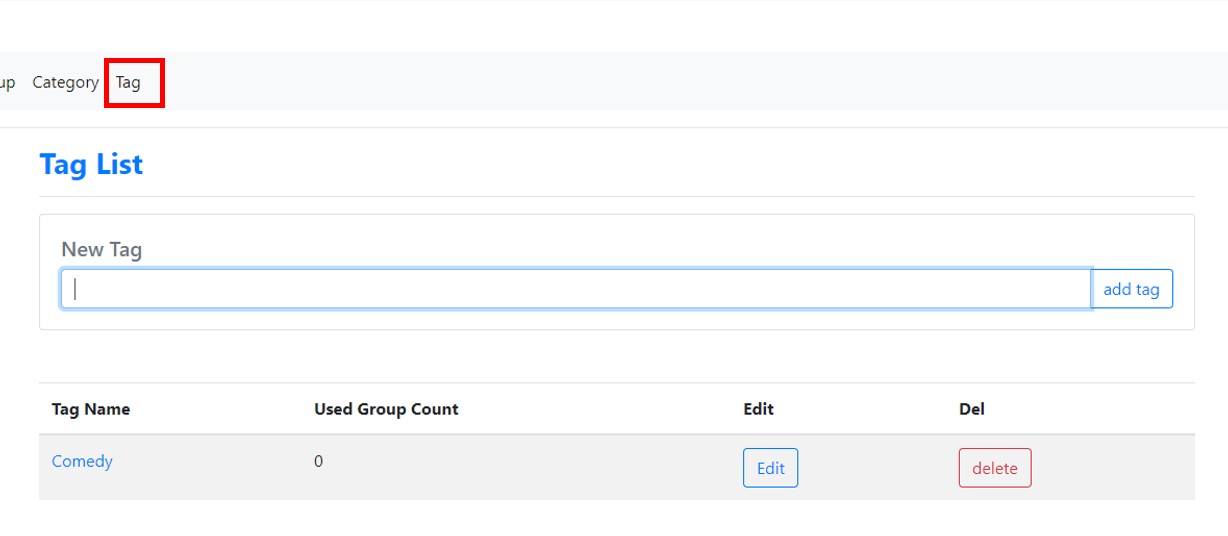 Category Tag
Tag List
New Tag
add tag
Tag Name Used Group Count Edit Del
Comedy 0 Edit delete